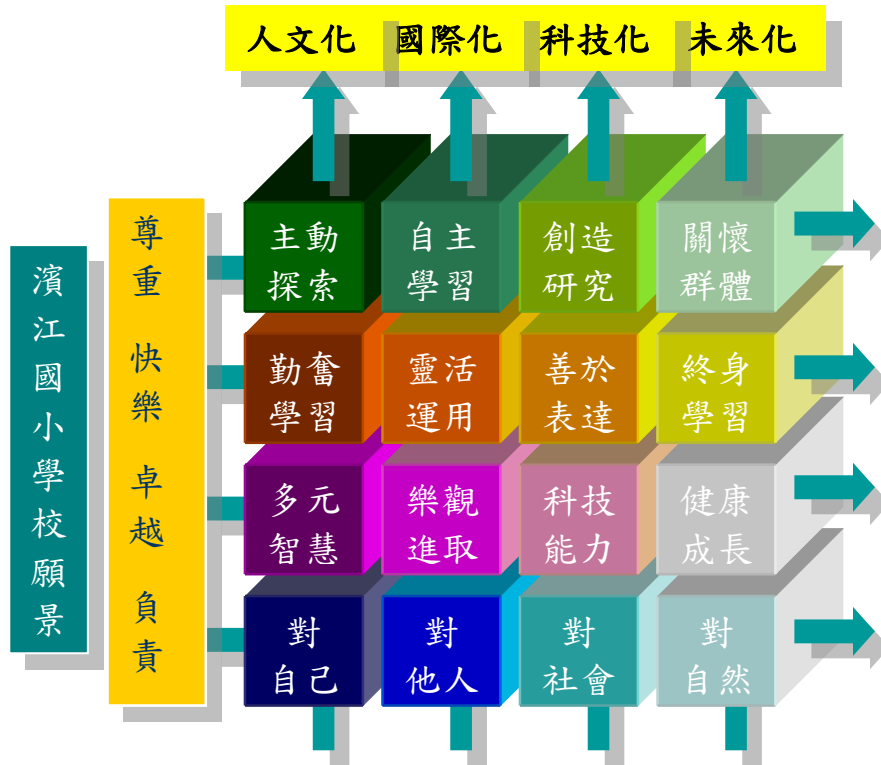 人文化 國際化 科技化 未來化
濱江國小學校願景
尊重 快樂 卓越 負責
主動
探索
自主
學習
創造
研究
關懷
群體
勤奮
學習
靈活
運用
善於
表達
終身
學習
多元
智慧
樂觀
進取
科技
能力
健康
成長
對
自己
對
他人
對
社會
對
自然